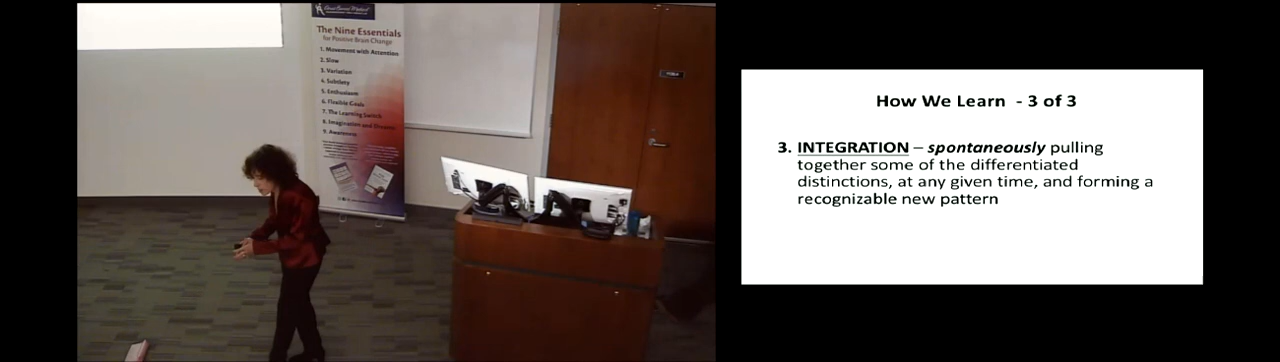 The Nine Essentials
for Positive Brain Change
1. Movement with Attention
2. Slow
3. Variation
4. Subtlety
5. Enthusiasm
6. Flexible Goals
7. The Learning Switch
8. Imagination and Dreams
9. Awareness
How We Learn - 3 of 3
3. INTEGRATION – spontaneously pulling
together some of the differentiated
distinctions, at any given time, and forming a
recognizable new pattern